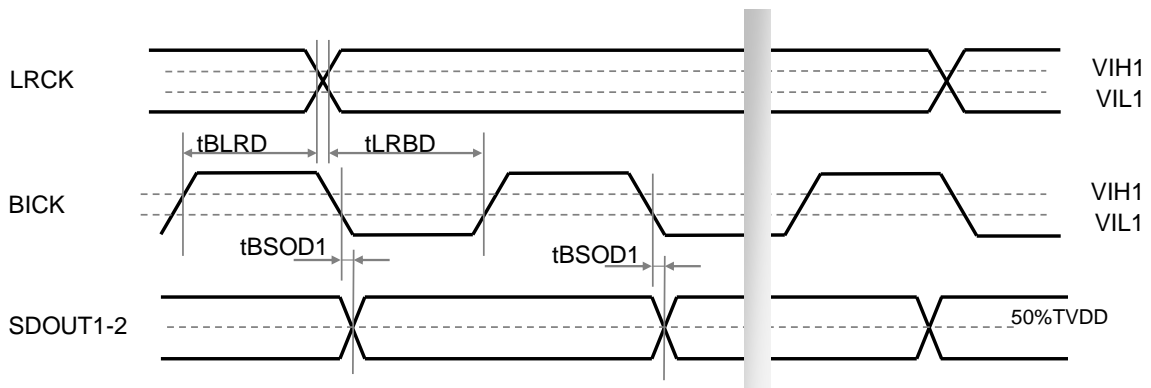 LRCK
VIH1
VIL1
tBLRD
tLRBD
BICK
VIH1
VIL1
tBSOD1
tBSOD1
SDOUT1-2
50%TVDD